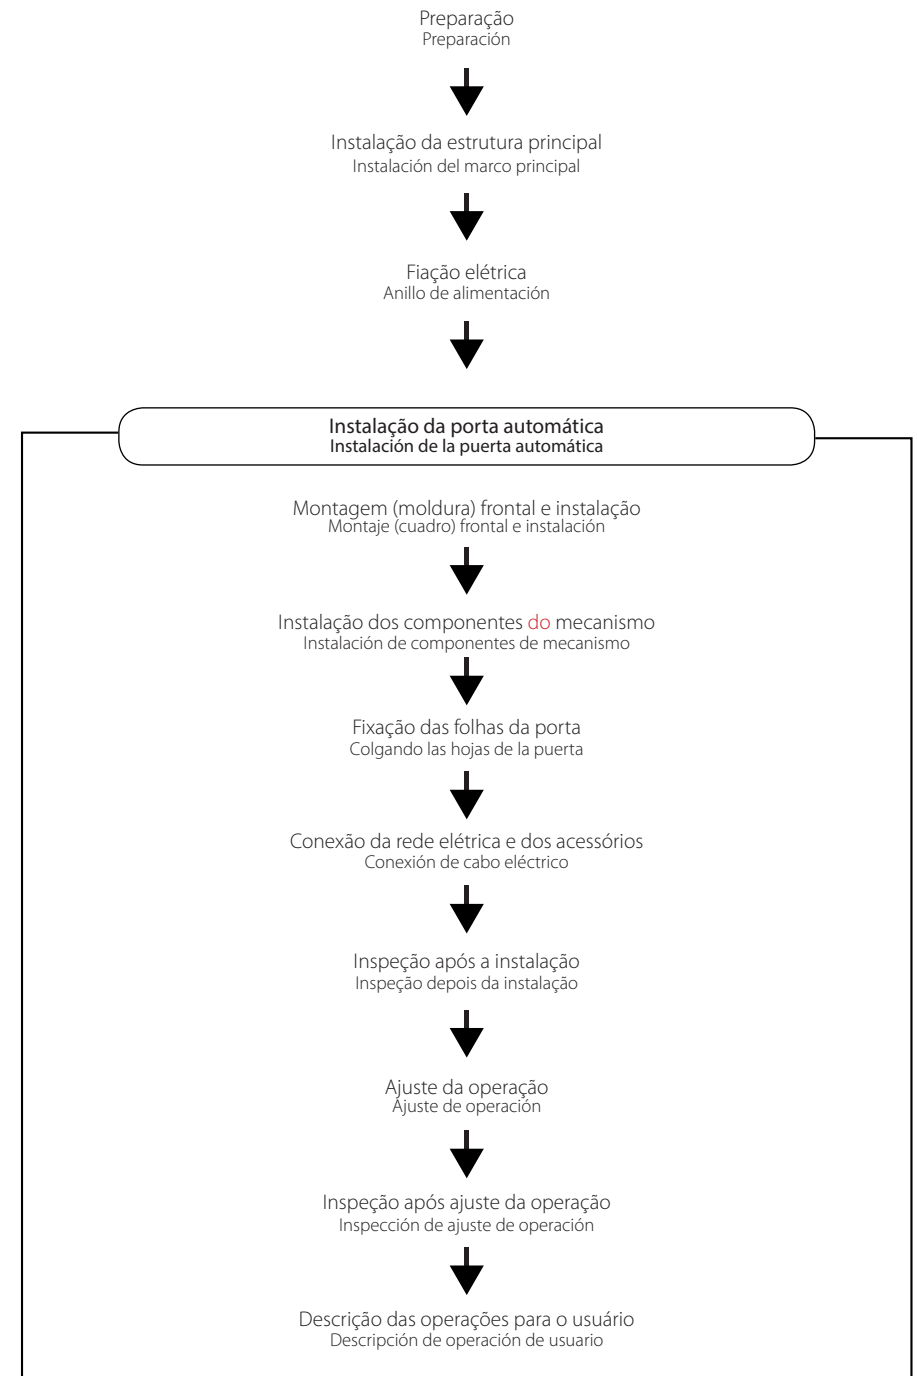 Preparação
Preparación
Instalação da estrutura principal
Instalación del marco principal
Fiação elétrica
Anillo de alimentación
Instalação da porta automática
Instalación de la puerta automática
Montagem (moldura) frontal e instalação
Montaje (cuadro) frontal e instalación
Instalação dos componentes do mecanismo
Instalación de componentes de mecanismo
Fixação das folhas da porta
Colgando las hojas de la puerta
Conexão da rede elétrica e dos acessórios
Conexión de cabo eléctrico
Inspeção após a instalação
Inspeção depois da instalação
Ajuste da operação
Ajuste de operación
Inspeção após ajuste da operação
Inspección de ajuste de operación
Descrição das operações para o usuário
Descripción de operación de usuario